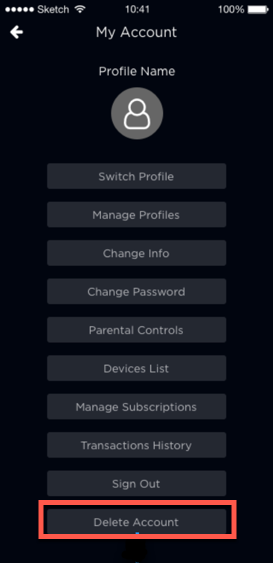 Sketch 10:41 100%
My Account
Profile Name
Switch Profile
Manage Profiles
Change Info
Change Password
Parental Controls
Devices List
Manage Subscriptions
Transactions History
Sign Out
Delete Account